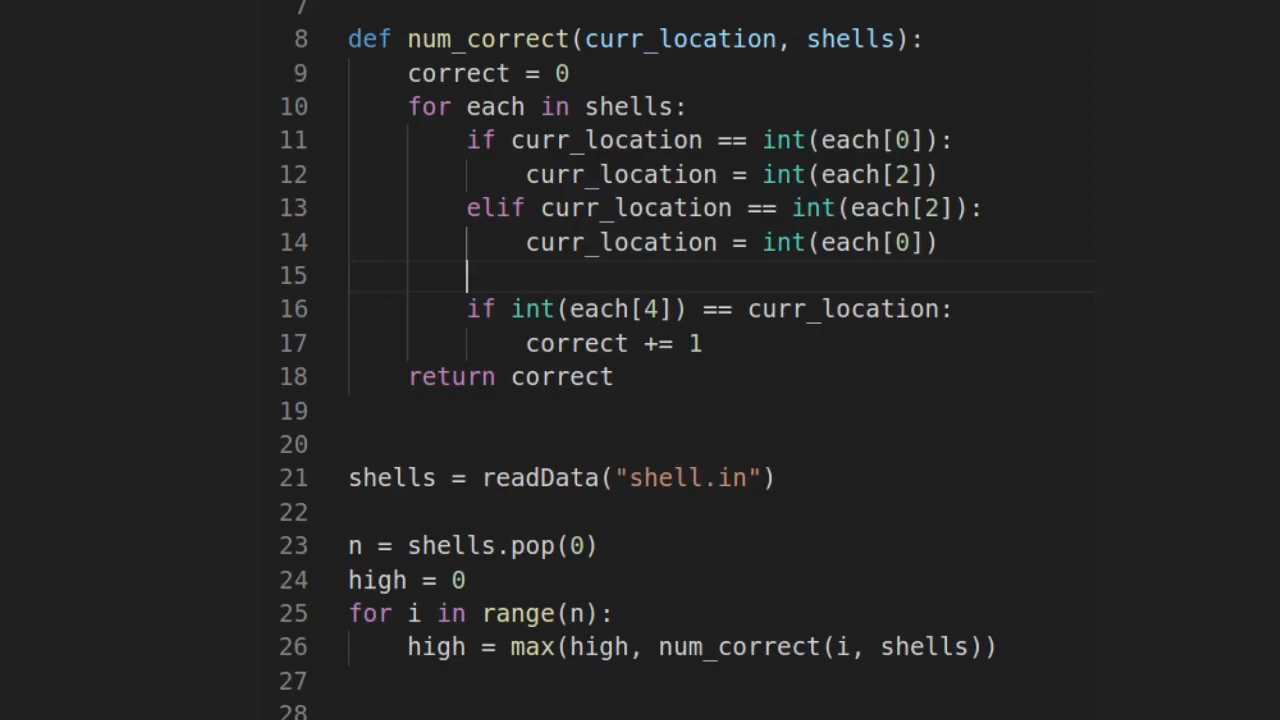 7
8 def num_correct(curr_location, shells):
9     correct = 0
10     for each in shells:
11         if curr_location == int(each[0]):
12             curr_location = int(each[2])
13         elif curr_location == int(each[2]):
14             curr_location = int(each[0])
15
16         if int(each[4]) == curr_location:
17             correct += 1
18     return correct
19
20
21 shells = readData("shell.in")
22
23 n = shells.pop(0)
24 high = 0
25 for i in range(n):
26     high = max(high, num_correct(i, shells))
27
28